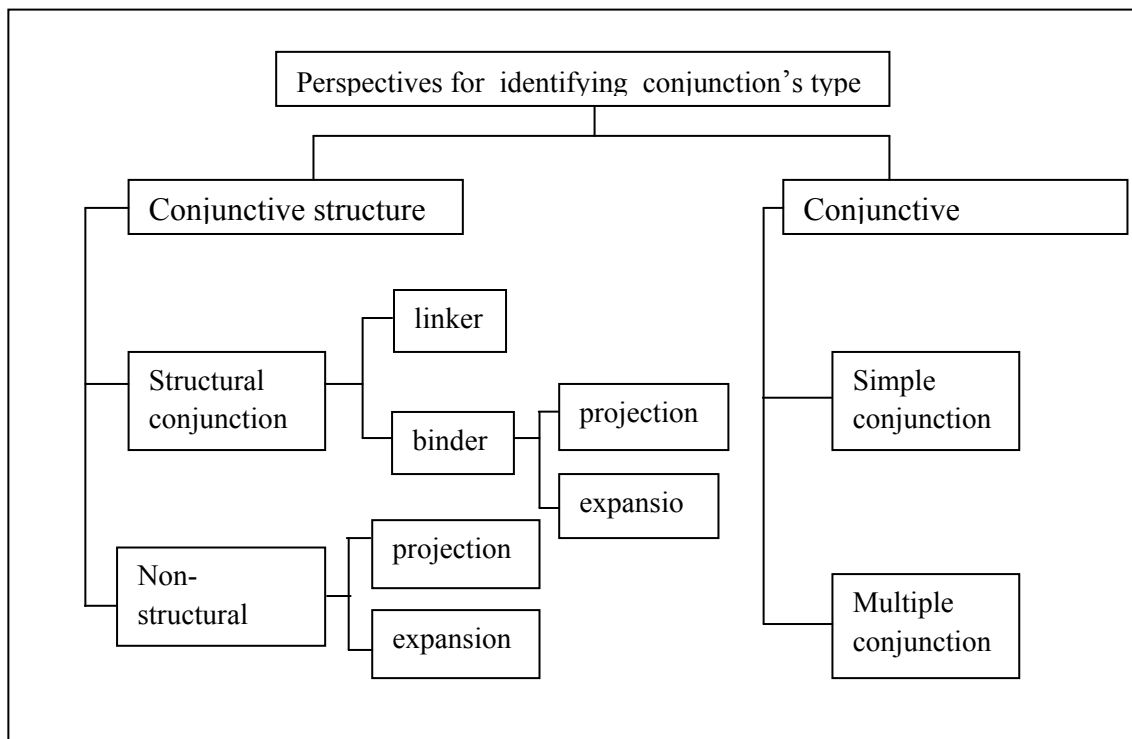 Perspectives for identifying conjunction's type
Conjunctive structure
Conjunctive
linker
Structural
conjunction
binder
projection
expansio
Simple
conjunction
Non-
structural
projection
expansion
Multiple
conjunction